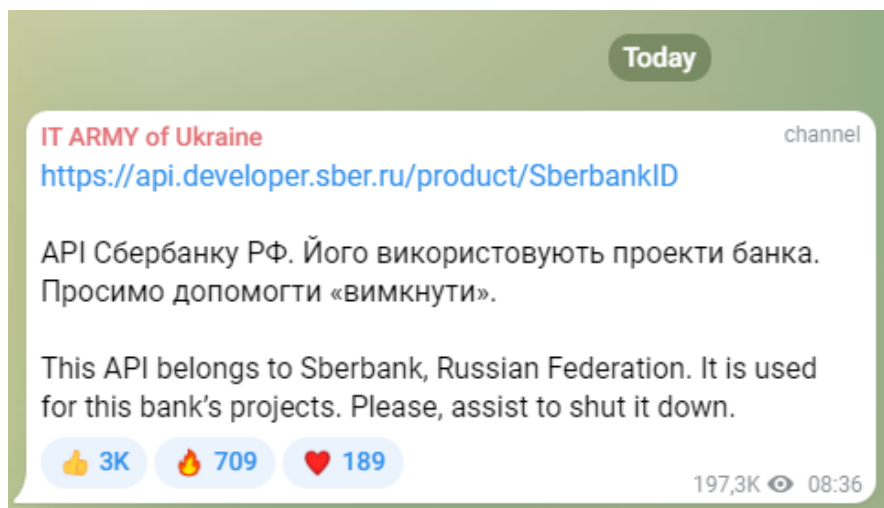 Today
IT ARMY of Ukraine
channel
https://api.developer.sber.ru/product/SberbankID
АРІ Сбербанку РФ. Його використовують проекти банка.
Просимо допомогти «вимкнути».
This API belongs to Sberbank, Russian Federation. It is used
for this bank's projects. Please, assist to shut it down.
👍 3K 🔥 709 ❤️ 189
197,3K 08:36